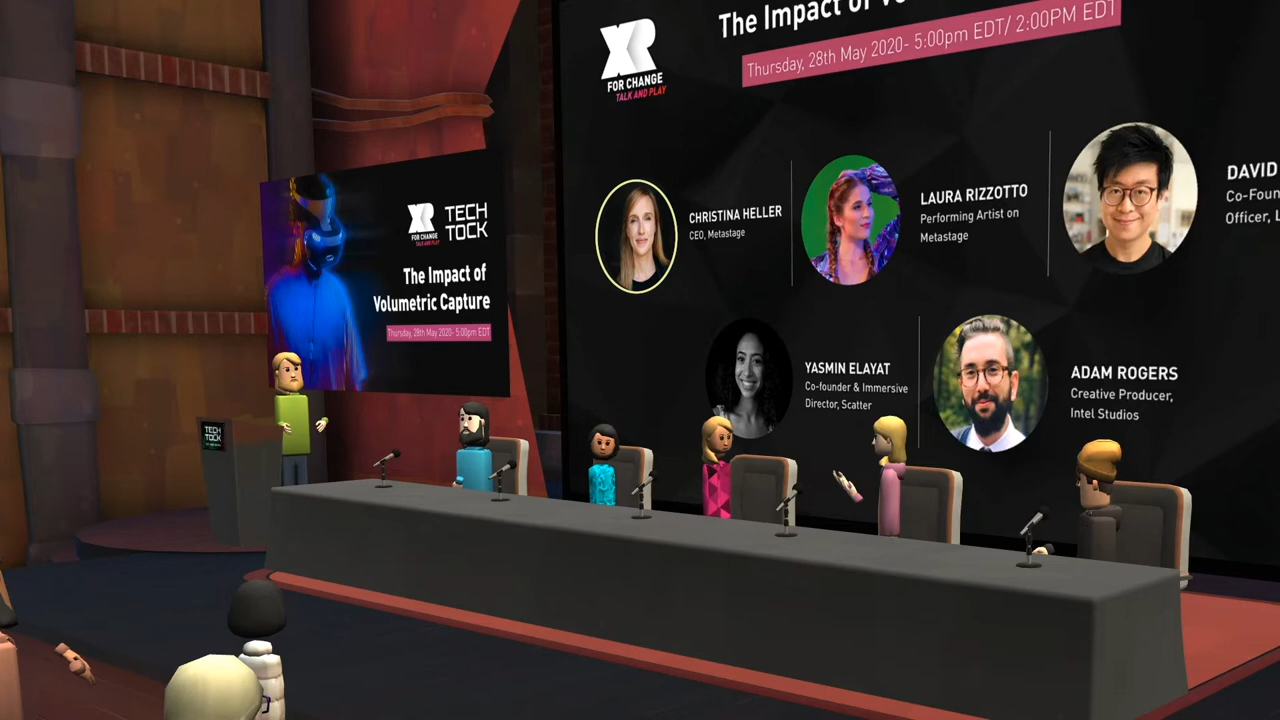 The Impact of
Thursday, 28th May 2020- 5:00pm EDT/ 2:00PM EDT
XR
FOR CHANGE
TALK AND PLAY
CHRISTINA HELLER
CEO, Metastage
LAURA RIZZOTTO
Performing Artist on
Metastage
DAVID
Officer, L
YASMIN ELAYAT
Co-founder & Immersive
Director, Scatter
ADAM ROGERS
Creative Producer,
Intel Studios
XR
FOR CHANGE
TALK AND PLAY
TECH
TOCK
The Impact of
Volumetric Capture
Thursday, 28th May 2020- 5:00pm EDT
TECH
TOCK